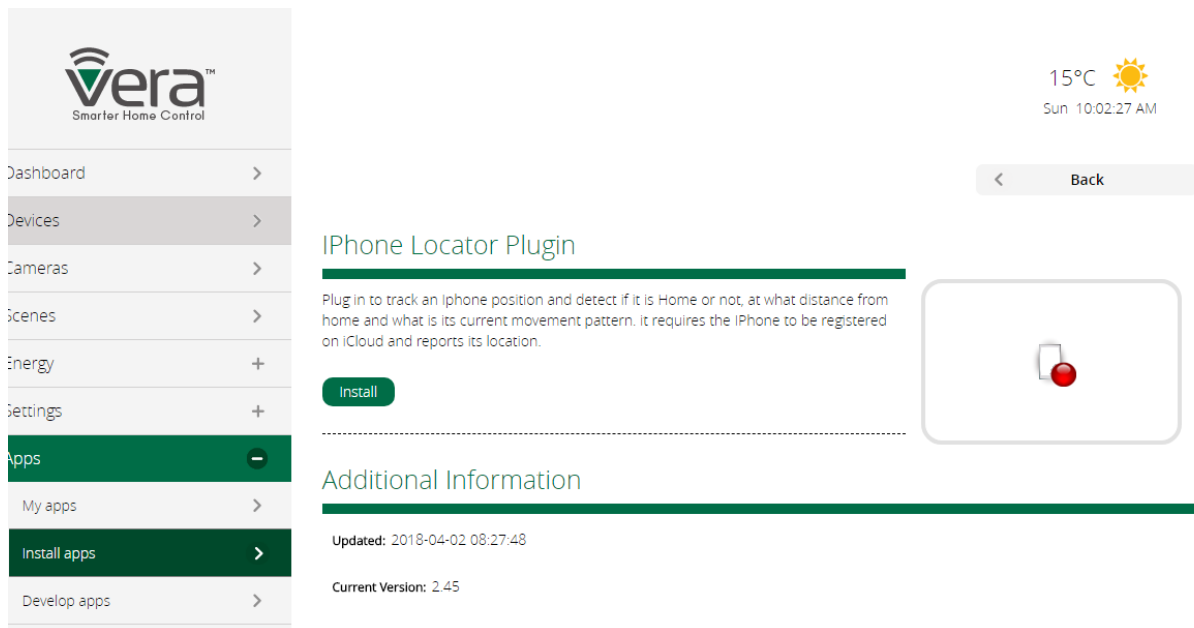 vera™
Smarter Home Control
15°C
Sun 10:02:27 AM
Dashboard
Back
Devices
IPhone Locator Plugin
Cameras
Plug in to track an Iphone position and detect if it is Home or not, at what distance from
home and what is its current movement pattern. it requires the IPhone to be registered
on iCloud and reports its location.
Scenes
Energy
Install
Settings
Apps
Additional Information
My apps
Updated: 2018-04-02 08:27:48
Install apps
Current Version: 2.45
Develop apps